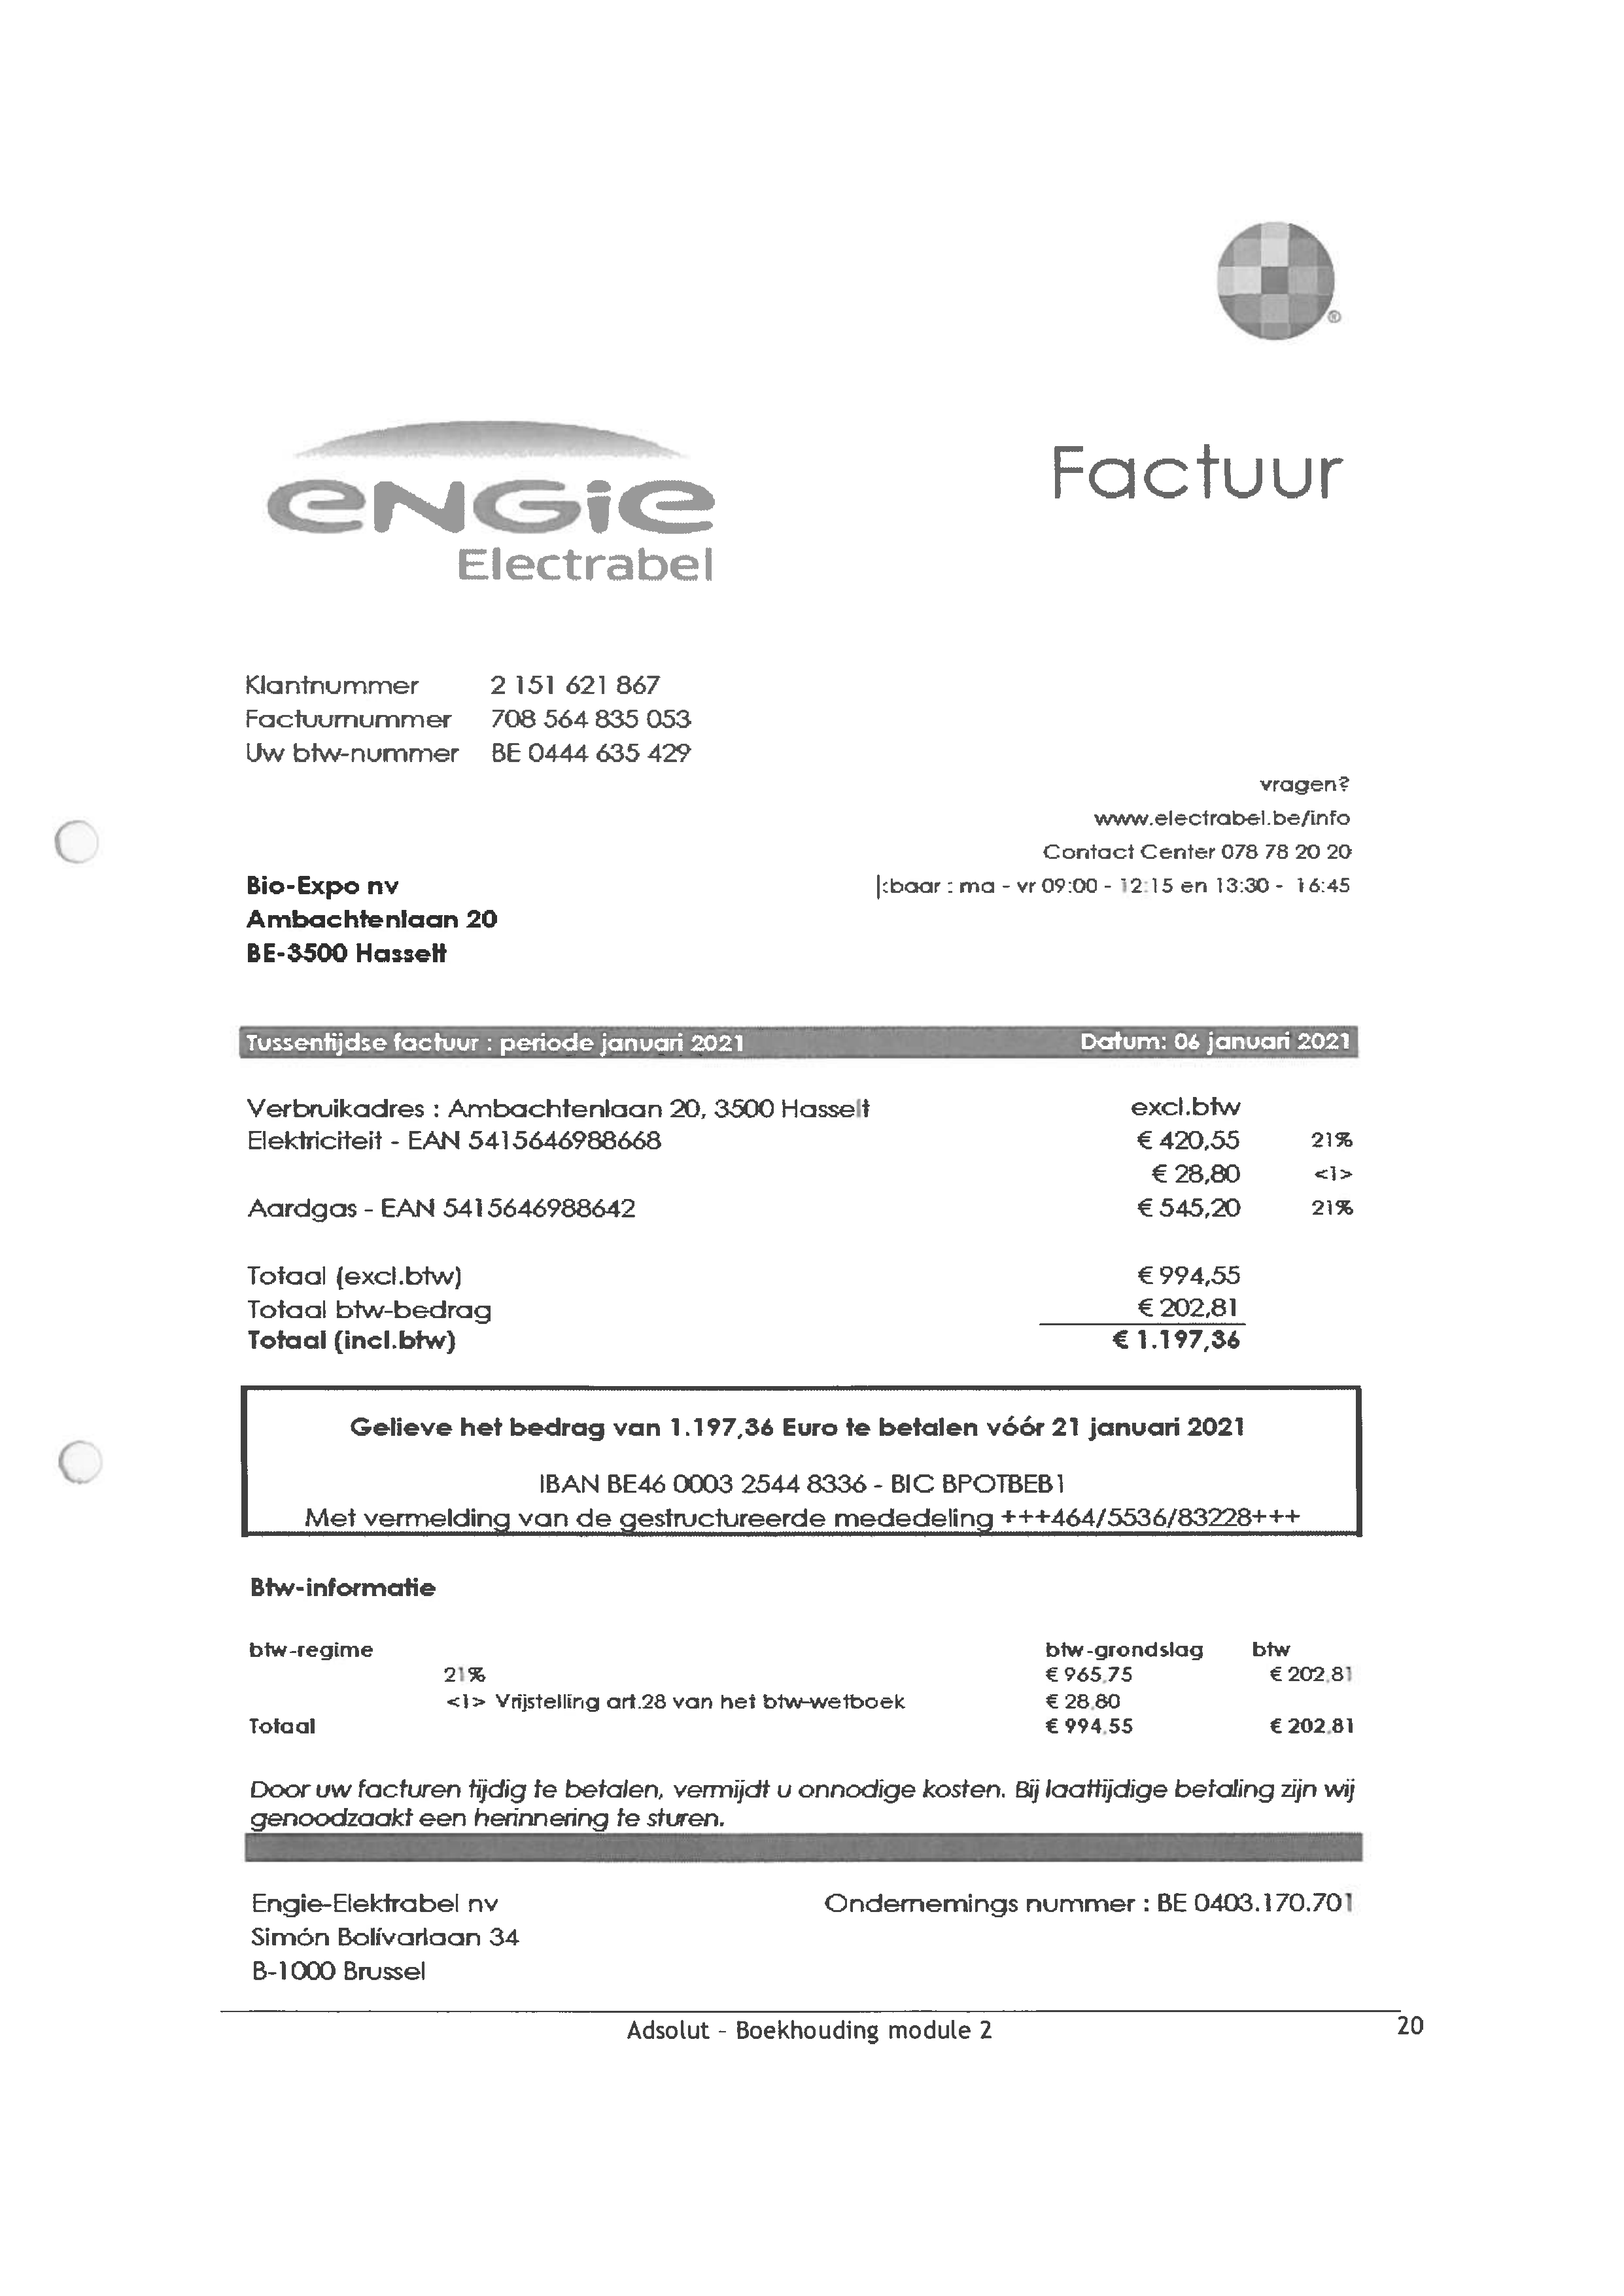 ®
Factuur
ENGIE
Electrabel
Klantnummer 2 151 621 867
Factuurnummer 708 564 835 053
Uw btw-nummer BE 0444 635 429
vragen?
www.electrabel.be/info
Contact Center 078 78 20 20
:baar : ma - vr 09:00 - 12:15 en 13:30 - 16:45
Bio-Expo nv
Ambachtenlaan 20
BE-3500 Hasselt
Tussentijdse factuur : periode januari 2021 Datum: 06 januari 2021
Verbruikadres : Ambachtenlaan 20, 3500 Hasselt excl.btw
Elektriciteit - EAN 5415646988668 € 420,55 21%
€ 28,80 <1>
Aardgas - EAN 5415646988642 € 545,20 21%
Totaal (excl.btw) € 994,55
Totaal btw-bedrag € 202,81
Totaal (incl.btw) € 1.197,36
Gelieve het bedrag van 1.197,36 Euro te betalen vóór 21 januari 2021
IBAN BE46 0003 2544 8336 - BIC BPOTBEB1
Met vermelding van de gestructureerde mededeling +++464/5536/83228+++
Btw-informatie
btw-regime btw-grondslag btw
21% € 965,75 € 202,81
<1> Vrijstelling art.28 van het btw-wetboek € 28,80
Totaal € 994,55 € 202,81
Door uw facturen tijdig te betalen, vermijdt u onnodige kosten. Bij laattijdige betaling zijn wij
genoodzaakt een herinnering te sturen.
Engie-Elektrabel nv Ondernemings nummer : BE 0403.170.701
Simón Bolívarlaan 34
B-1000 Brussel
Adsolut - Boekhouding module 2 20